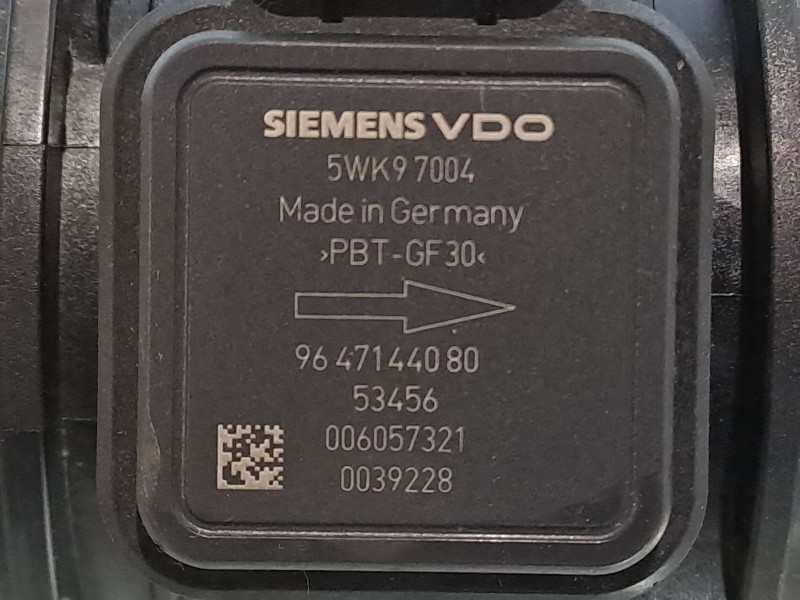 SIEMENS VDO
5WK9 7004
Made in Germany
›PBT-GF30‹
96 471440 80
53456
006057321
0039228